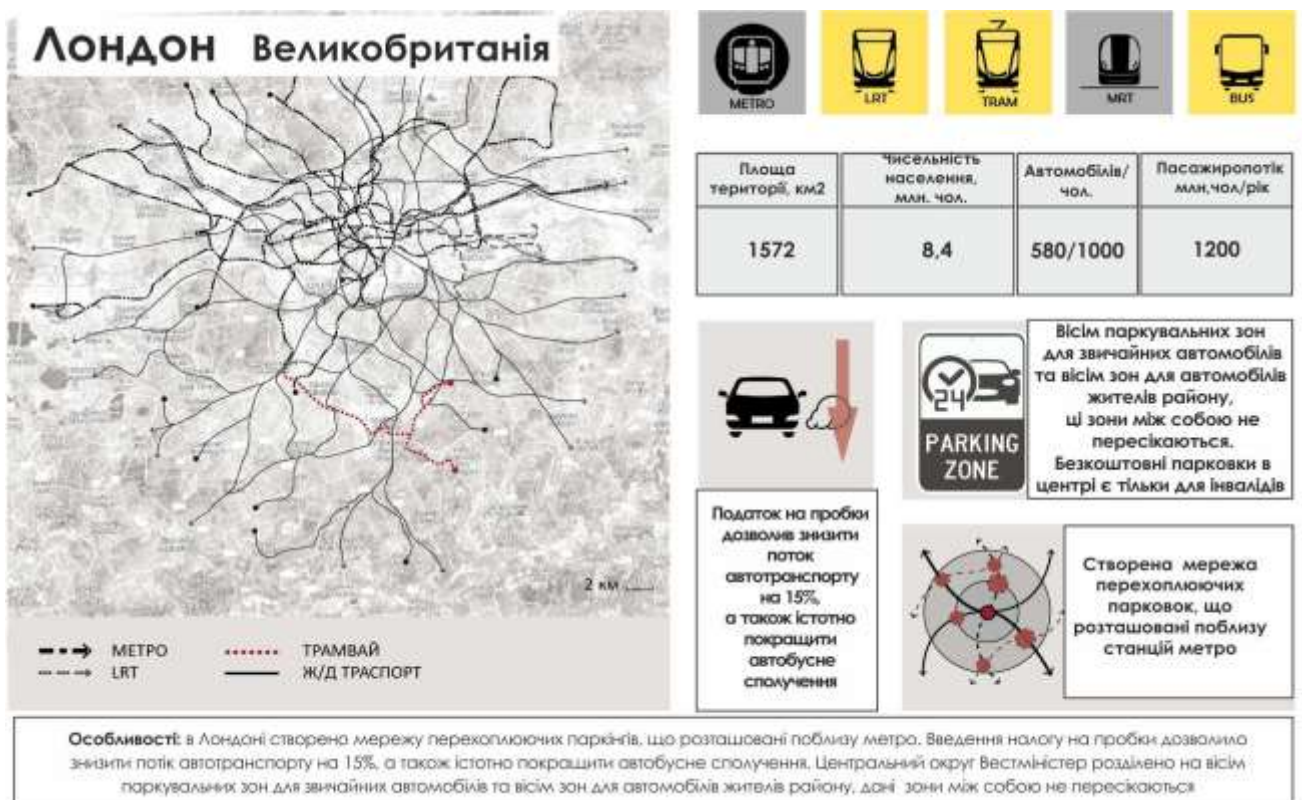 Лондон Великобританія
METRO
LRT
TRAM
MRT
BUS
Площа
території, км2
Чисельність
населення,
млн. чол.
Автомобілів/
чол.
Пасажиропотік
млн,чол/рік
1572
8,4
580/1000
1200
24
PARKING
ZONE
Вісім паркувальних зон
для звичайних автомобілів
та вісім зон для автомобілів
жителів району,
ці зони між собою не
пересікаються.
Безкоштовні парковки в
центрі є тільки для інвалідів
Податок на пробки
дозволив знизити
поток
автотранспорту
на 15%,
а також істотно
покращити
автобусне
сполучення
Створена мережа
перехоплюючих
парковок, що
розташовані поблизу
станцій метро
2 км
МЕТРО
LRT
ТРАМВАЙ
Ж/Д ТРАСПОРТ
Особливості: в Лондоні створено мережу перехоплюючих паркінгів, що розташовані поблизу метро. Введення налогу на пробки дозволило
знизити потік автотранспорту на 15%, а також істотно покращити автобусне сполучення. Центральний округ Вестміністер розділено на вісім
паркувальних зон для звичайних автомобілів та вісім зон для автомобілів жителів району, дані зони між собою не пересікаються